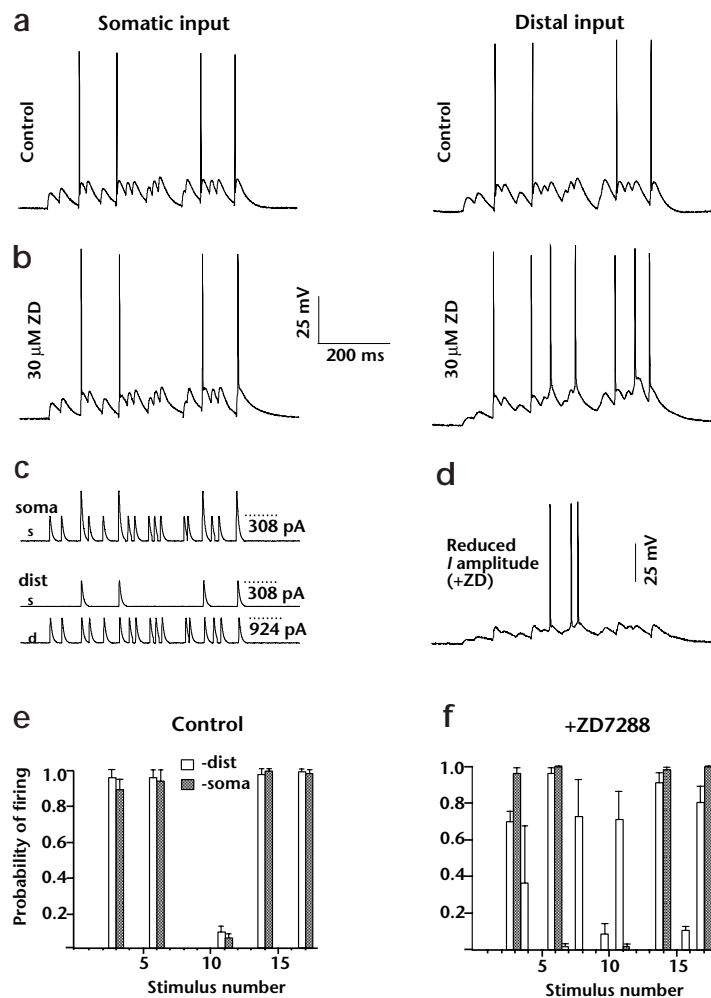 a
Somatic input
Distal input
Control
Control
b
30 µM ZD
25 mV
200 ms
30 µM ZD
c
soma
s
308 pA
dist
s
308 pA
d
924 pA
d
Reduced
I amplitude
(+ZD)
25 mV
e
Control
-dist
-soma
Probability of firing
1.0
0.8
0.6
0.4
0.2
5
10
15
Stimulus number
f
+ZD7288
1.0
0.8
0.6
0.4
0.2
5
10
15
Stimulus number